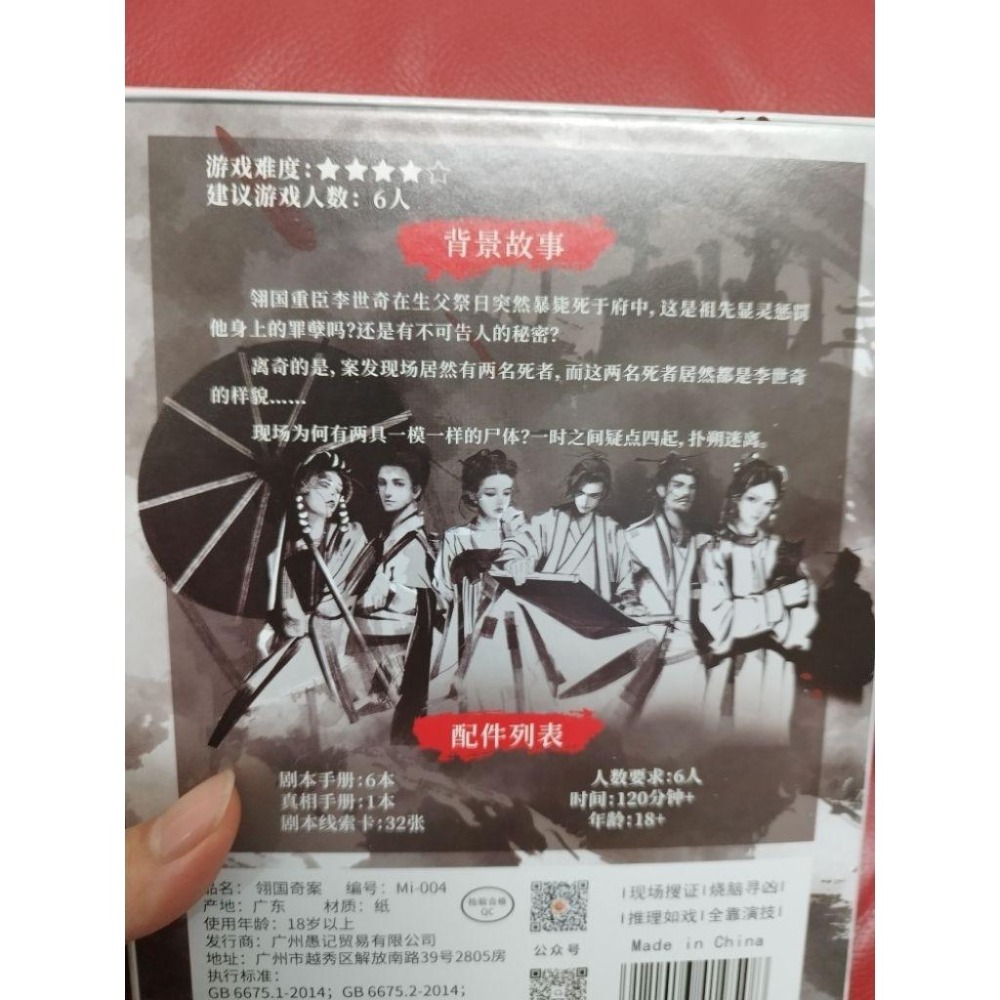 游戏难度：★★★★☆
建议游戏人数：6人
背景故事
翎国重臣李世奇在生父祭日突然暴毙死于府中，这是祖先显灵惩罚
他身上的罪孽吗？还是有不可告人的秘密？
离奇的是，案发现场居然有两名死者，而这两名死者居然都是李世奇
的样貌……
现场为何有两具一模一样的尸体？一时之间疑点四起，扑朔迷离。
配件列表
剧本手册：6本
真相手册：1本
剧本线索卡：32张
人数要求：6人
时间：120分钟+
年龄：18+
品名：翎国奇案 编号：Mi-004
产地：广东 材质：纸
使用年龄：18岁以上
发行商：广州愚记贸易有限公司
地址：广州市越秀区解放南路39号2805房
执行标准：
GB 6675.1-2014；GB 6675.2-2014；
QC
公众号
|现场搜证|烧脑寻凶|
|推理如戏|全靠演技|
Made in China